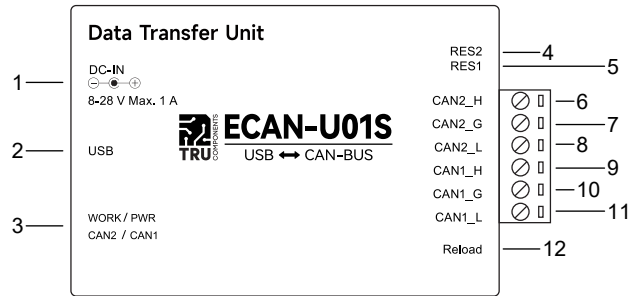 Data Transfer Unit
RES2
4
RES1
5
1
DC-IN
8-28 V Max. 1 A
CAN2_H
6
TRU COMPONENTS
ECAN-U01S
USB ↔ CAN-BUS
CAN2_G
7
2
USB
CAN2_L
8
CAN1_H
9
CAN1_G
10
3
WORK / PWR
CAN2 / CAN1
CAN1_L
11
Reload
12